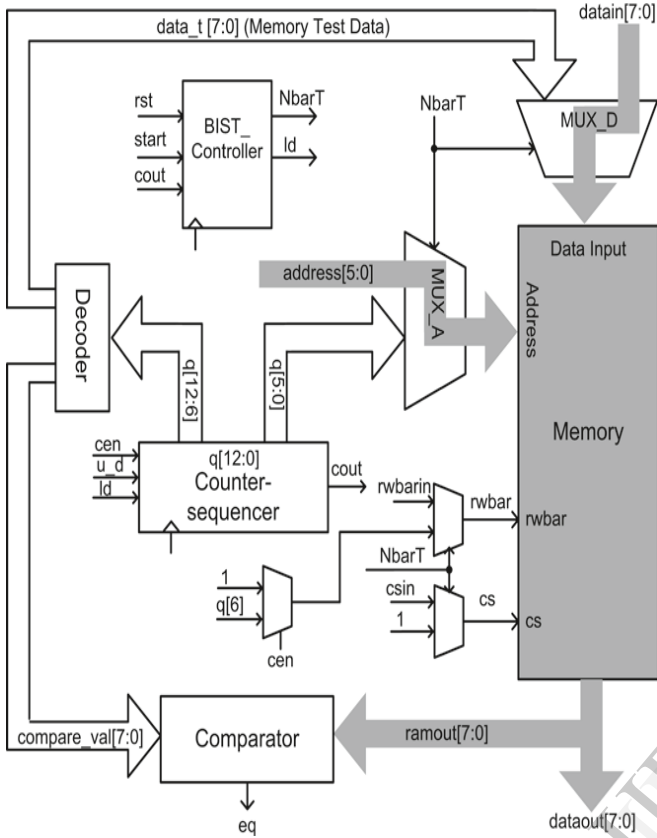 data_t [7:0] (Memory Test Data)
datain[7:0]
rst
start
cout
BIST_
Controller
NbarT
ld
NbarT
MUX_D
Data Input
Address
Memory
address[5:0]
MUX_A
Decoder
q[12:6]
q[5:0]
cen
u_d
ld
q[12:0]
Counter-
sequencer
cout
rwbarin
rwbar
rwbar
NbarT
1
q[6]
cen
csin
1
cs
cs
compare_val[7:0]
Comparator
ramout[7:0]
eq
dataout[7:0]